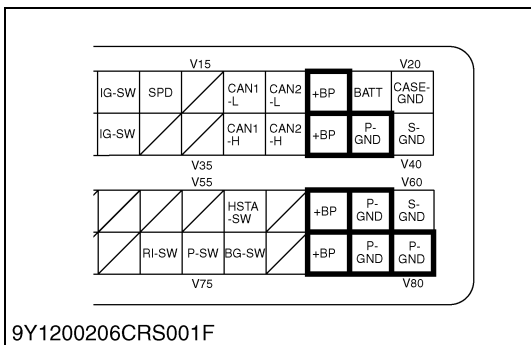 V15 V20
IG-SW SPD CAN1 -L CAN2 -L +BP BATT CASE- GND
IG-SW CAN1 -H CAN2 -H +BP P- GND S- GND
V35 V40
V55 V60
HSTA -SW +BP P- GND S- GND
RI-SW P-SW BG-SW +BP P- GND P- GND
V75 V80
9Y1200206CRS001F